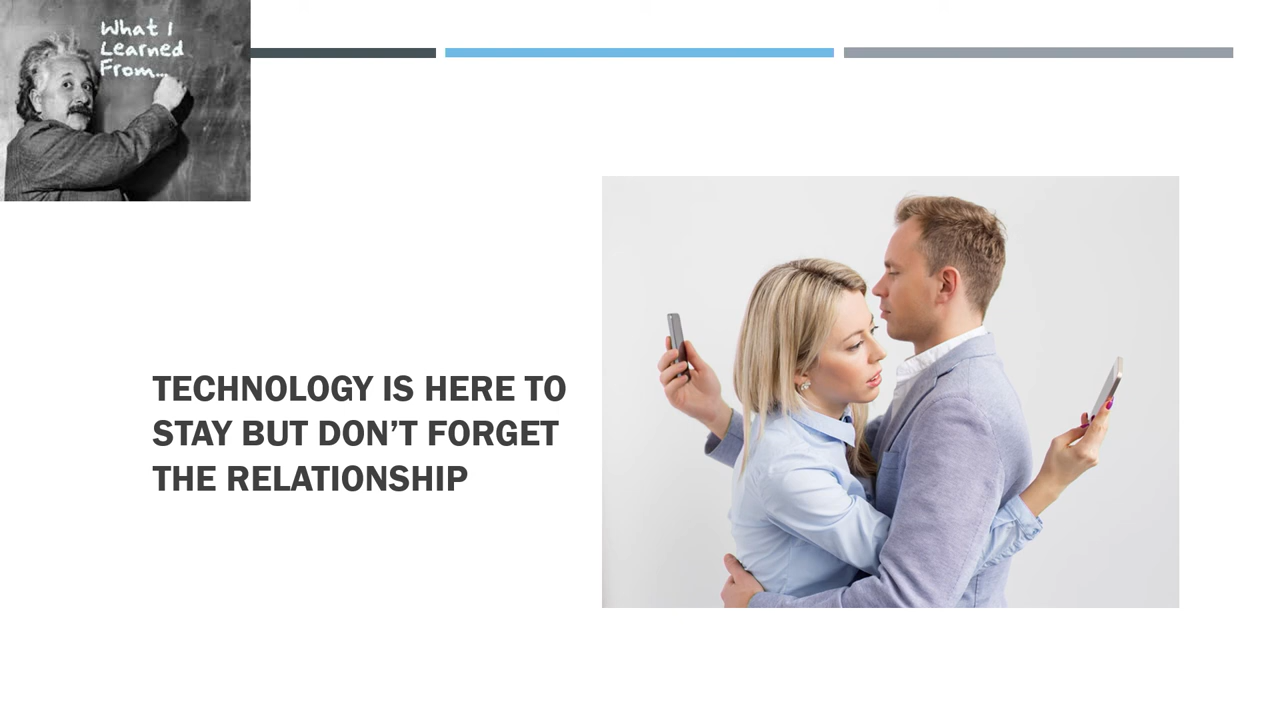 What I
Learned
From...
TECHNOLOGY IS HERE TO
STAY BUT DON’T FORGET
THE RELATIONSHIP